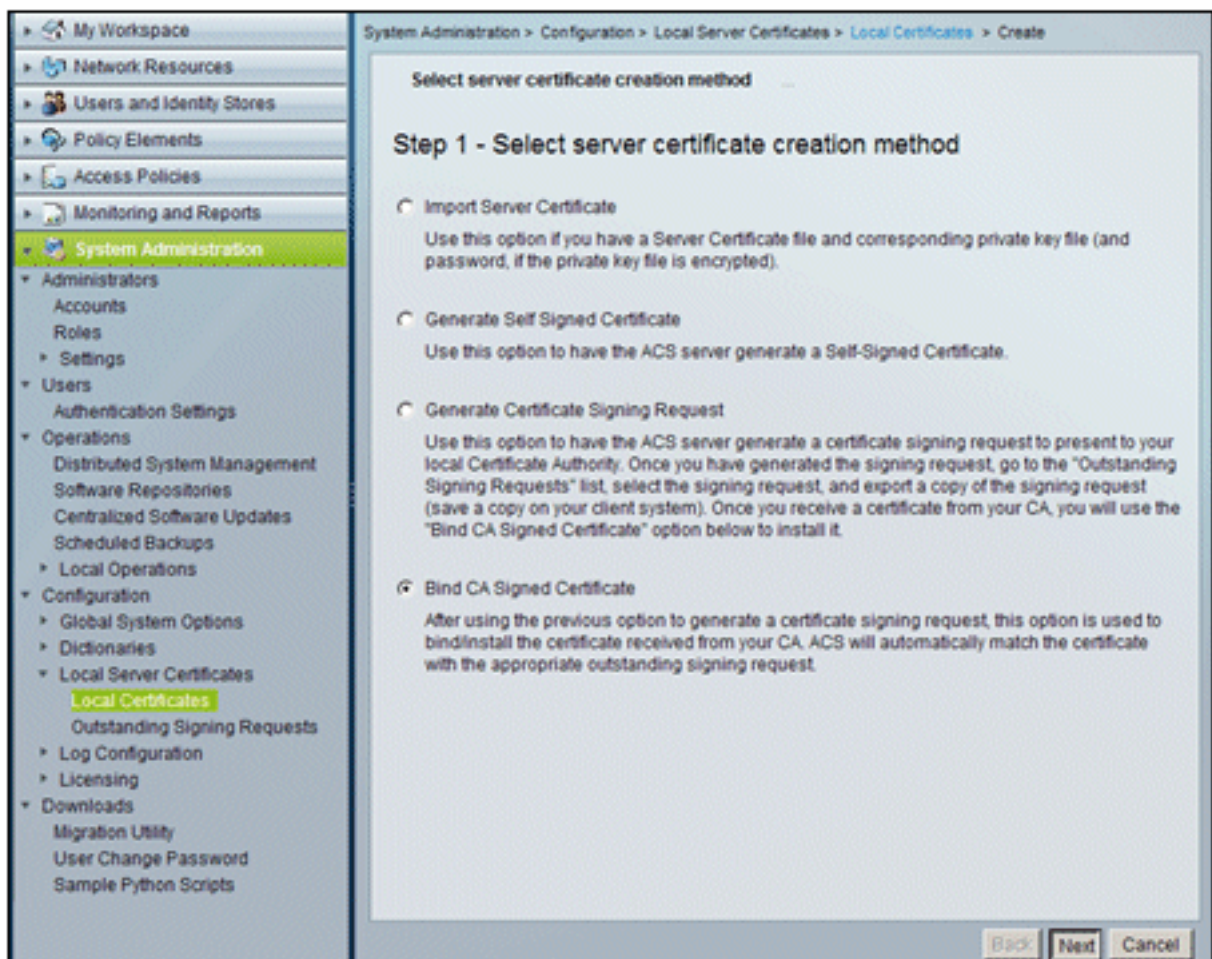 My Workspace
Network Resources
Users and Identity Stores
Policy Elements
Access Policies
Monitoring and Reports
System Administration
Administrators
Accounts
Roles
Settings
Users
Authentication Settings
Operations
Distributed System Management
Software Repositories
Centralized Software Updates
Scheduled Backups
Local Operations
Configuration
Global System Options
Dictionaries
Local Server Certificates
Local Certificates
Outstanding Signing Requests
Log Configuration
Licensing
Downloads
Migration Utility
User Change Password
Sample Python Scripts
System Administration > Configuration > Local Server Certificates > Local Certificates > Create
Select server certificate creation method
Step 1 - Select server certificate creation method
Import Server Certificate
Use this option if you have a Server Certificate file and corresponding private key file (and
password, if the private key file is encrypted).
Generate Self Signed Certificate
Use this option to have the ACS server generate a Self-Signed Certificate.
Generate Certificate Signing Request
Use this option to have the ACS server generate a certificate signing request to present to your
local Certificate Authority. Once you have generated the signing request, go to the "Outstanding
Signing Requests" list, select the signing request, and export a copy of the signing request
(save a copy on your client system). Once you receive a certificate from your CA, you will use the
"Bind CA Signed Certificate" option below to install it.
Bind CA Signed Certificate
After using the previous option to generate a certificate signing request, this option is used to
bind/install the certificate received from your CA. ACS will automatically match the certificate
with the appropriate outstanding signing request.
Back Next Cancel